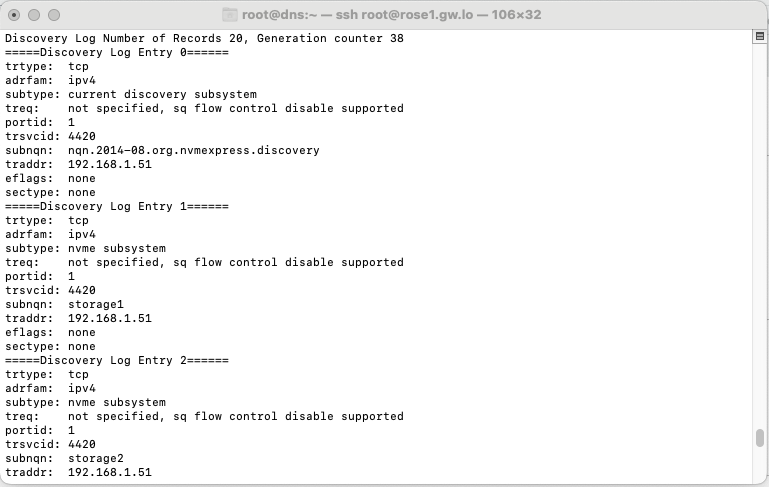 root@dns:~ — ssh root@rose1.gw.lo — 106×32
Discovery Log Number of Records 20, Generation counter 38
=====Discovery Log Entry 0======
trtype:  tcp
adrfam:  ipv4
subtype: current discovery subsystem
treq:    not specified, sq flow control disable supported
portid:  1
trsvcid: 4420
subnqn:  nqn.2014-08.org.nvmexpress.discovery
traddr:  192.168.1.51
eflags:  none
sectype: none
=====Discovery Log Entry 1======
trtype:  tcp
adrfam:  ipv4
subtype: nvme subsystem
treq:    not specified, sq flow control disable supported
portid:  1
trsvcid: 4420
subnqn:  storage1
traddr:  192.168.1.51
eflags:  none
sectype: none
=====Discovery Log Entry 2======
trtype:  tcp
adrfam:  ipv4
subtype: nvme subsystem
treq:    not specified, sq flow control disable supported
portid:  1
trsvcid: 4420
subnqn:  storage2
traddr:  192.168.1.51